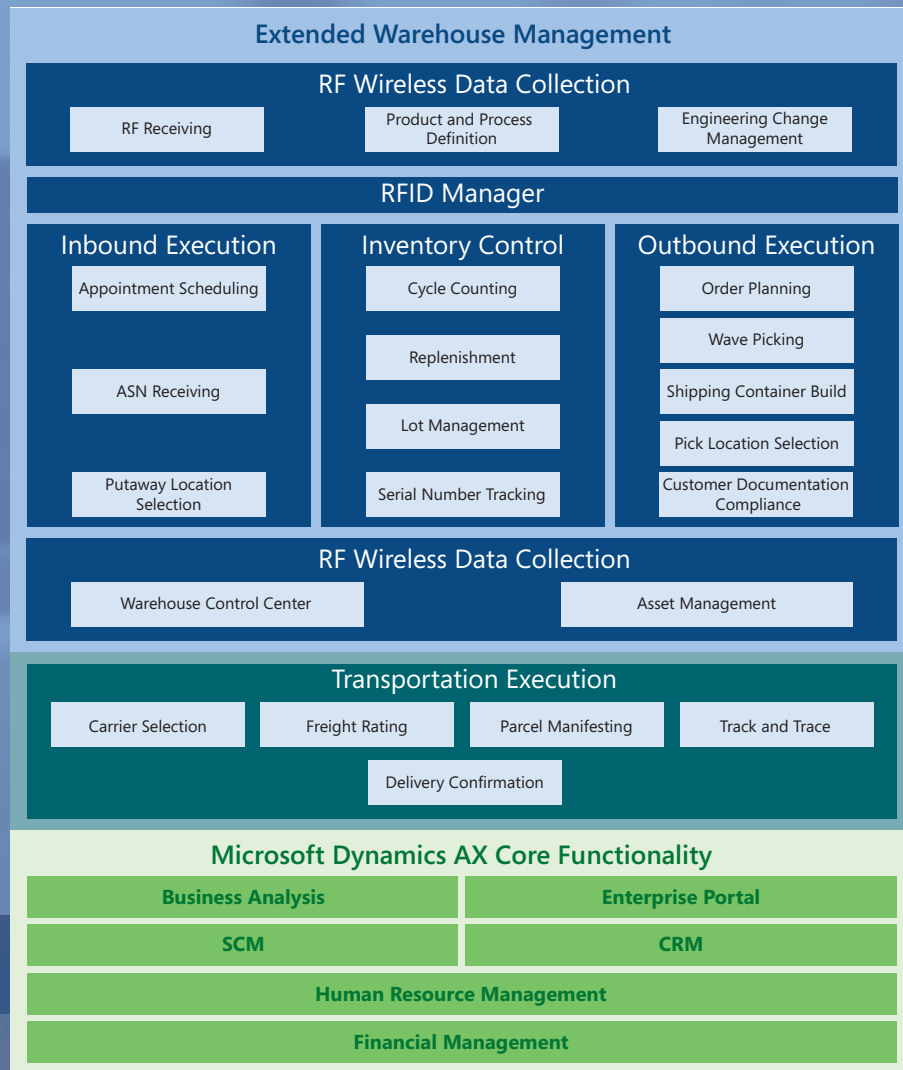 Extended Warehouse Management
RF Wireless Data Collection
RF Receiving
Product and Process
Definition
Engineering Change
Management
RFID Manager
Inbound Execution
Appointment Scheduling
ASN Receiving
Putaway Location
Selection
Inventory Control
Cycle Counting
Replenishment
Lot Management
Serial Number Tracking
Outbound Execution
Order Planning
Wave Picking
Shipping Container Build
Pick Location Selection
Customer Documentation
Compliance
RF Wireless Data Collection
Warehouse Control Center
Asset Management
Transportation Execution
Carrier Selection
Freight Rating
Parcel Manifesting
Track and Trace
Delivery Confirmation
Microsoft Dynamics AX Core Functionality
Business Analysis
Enterprise Portal
SCM
CRM
Human Resource Management
Financial Management